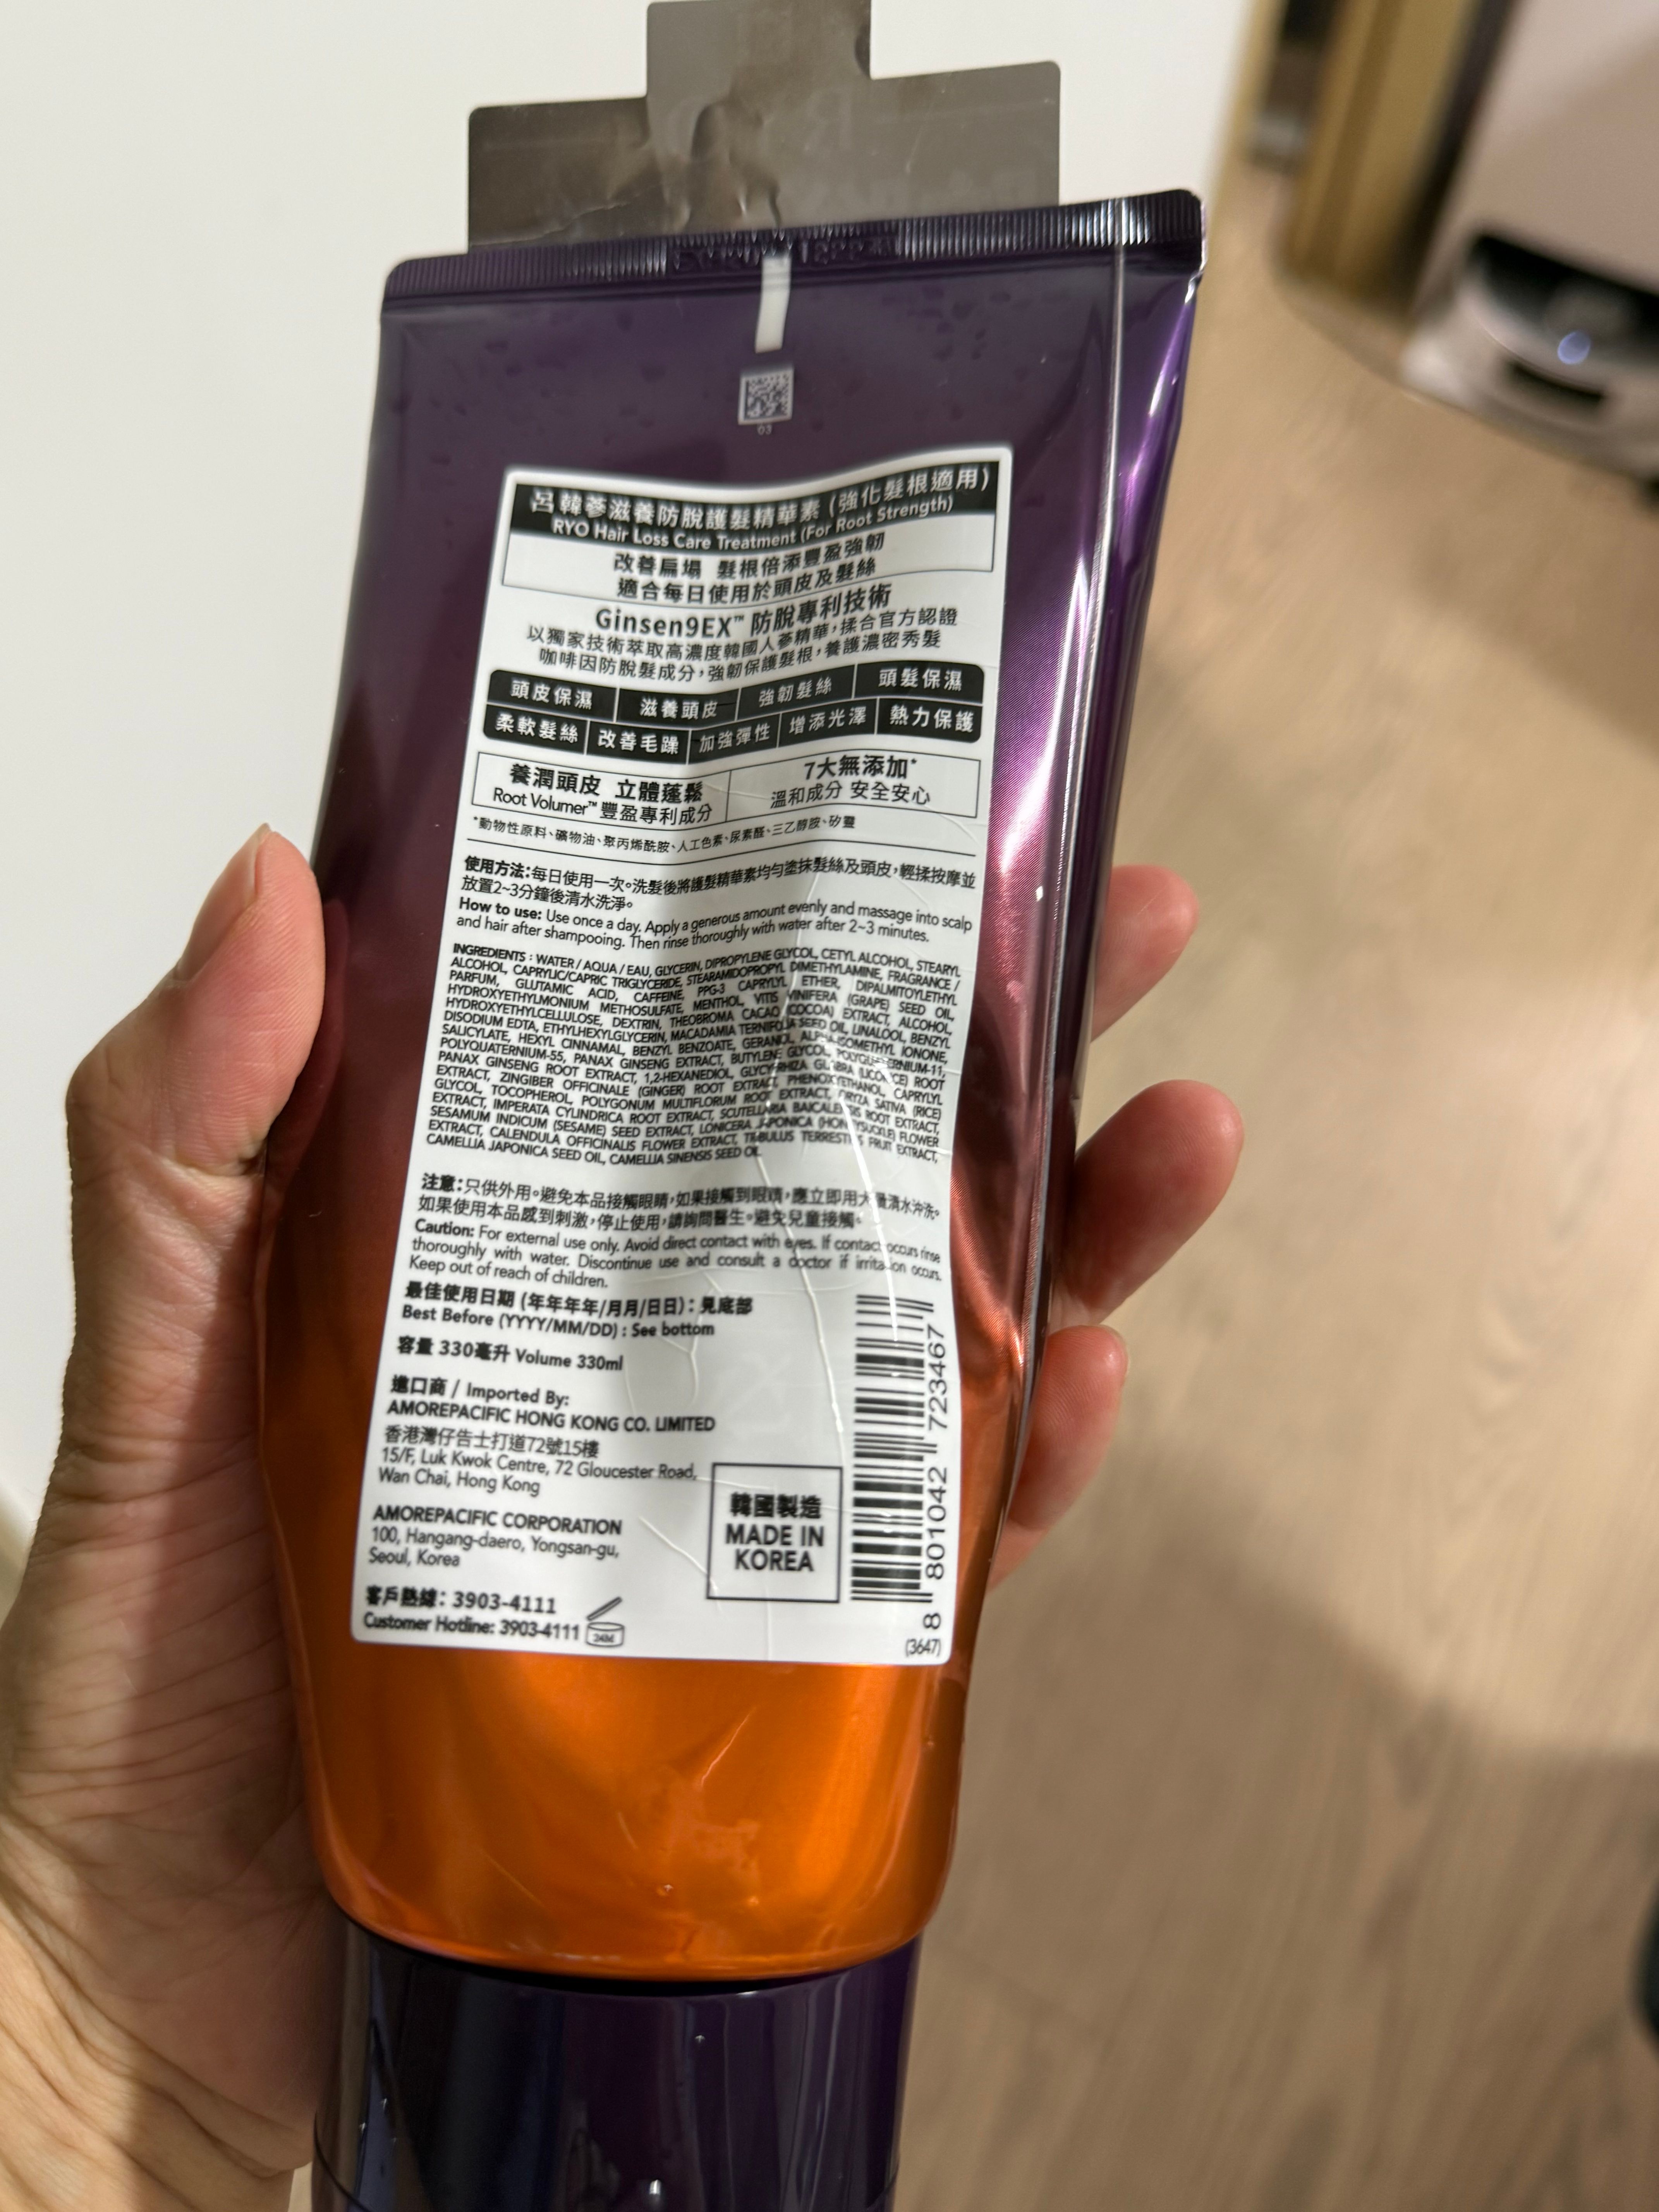 03
呂韓蔘滋養防脫護髮精華素 (強化髮根適用)
RYO Hair Loss Care Treatment (For Root Strength)
改善扁塌 髮根倍添豐盈強韌
適合每日使用於頭皮及髮絲
Ginsen9EX™ 防脫專利技術
以獨家技術萃取高濃度韓國人蔘精華，揉合官方認證
咖啡因防脫髮成分，強韌保護髮根，養護濃密秀髮
頭皮保濕 滋養頭皮 強韌髮絲 頭髮保濕
柔軟髮絲 改善毛躁 加強彈性 增添光澤 熱力保護
養潤頭皮 立體蓬鬆
Root Volumer™ 豐盈專利成分
7大無添加*
溫和成分 安全安心
*動物性原料、礦物油、聚丙烯酰胺、人工色素、尿素醛、三乙醇胺、矽靈
使用方法：每日使用一次。洗髮後將護髮精華素均勻塗抹髮絲及頭皮，輕揉按摩並
放置2~3分鐘後清水洗淨。
How to use: Use once a day. Apply a generous amount evenly and massage into scalp
and hair after shampooing. Then rinse thoroughly with water after 2~3 minutes.
INGREDIENTS : WATER / AQUA / EAU, GLYCERIN, DIPROPYLENE GLYCOL, CETYL ALCOHOL, STEARYL
ALCOHOL, CAPRYLIC/CAPRIC TRIGLYCERIDE, STEARAMIDOPROPYL DIMETHYLAMINE, FRAGRANCE /
PARFUM, GLUTAMIC ACID, CAFFEINE, PPG-3 CAPRYLYL ETHER, DIPALMITOYLETHYL
HYDROXYETHYLMONIUM METHOSULFATE, MENTHOL, VITIS VINIFERA (GRAPE) SEED OIL,
HYDROXYETHYLCELLULOSE, DEXTRIN, THEOBROMA CACAO (COCOA) EXTRACT, ALCOHOL,
DISODIUM EDTA, ETHYLHEXYLGLYCERIN, MACADAMIA TERNIFOLIA SEED OIL, LINALOOL, BENZYL
SALICYLATE, HEXYL CINNAMAL, BENZYL BENZOATE, GERANIOL, ALPHA-ISOMETHYL IONONE,
POLYQUATERNIUM-55, PANAX GINSENG EXTRACT, BUTYLENE GLYCOL, POLYQUATERNIUM-11,
PANAX GINSENG ROOT EXTRACT, 1,2-HEXANEDIOL, GLYCYRRHIZA GLABRA (LICORICE) ROOT
EXTRACT, ZINGIBER OFFICINALE (GINGER) ROOT EXTRACT, PHENOXYETHANOL, CAPRYLYL
GLYCOL, TOCOPHEROL, POLYGONUM MULTIFLORUM ROOT EXTRACT, ORYZA SATIVA (RICE)
EXTRACT, IMPERATA CYLINDRICA ROOT EXTRACT, SCUTELLARIA BAICALENSIS ROOT EXTRACT,
SESAMUM INDICUM (SESAME) SEED EXTRACT, LONICERA JAPONICA (HONEYSUCKLE) FLOWER
EXTRACT, CALENDULA OFFICINALIS FLOWER EXTRACT, TRIBULUS TERRESTRIS FRUIT EXTRACT,
CAMELLIA JAPONICA SEED OIL, CAMELLIA SINENSIS SEED OIL
注意：只供外用。避免本品接觸眼睛，如果接觸到眼睛，應立即用大量清水沖洗。
如果使用本品感到刺激，停止使用，請詢問醫生。避免兒童接觸。
Caution: For external use only. Avoid direct contact with eyes. If contact occurs rinse
thoroughly with water. Discontinue use and consult a doctor if irritation occurs.
Keep out of reach of children.
最佳使用日期 (年年年年/月月/日日)：見底部
Best Before (YYYY/MM/DD) : See bottom
容量 330毫升 Volume 330ml
進口商 / Imported By:
AMOREPACIFIC HONG KONG CO. LIMITED
香港灣仔告士打道72號15樓
15/F, Luk Kwok Centre, 72 Gloucester Road,
Wan Chai, Hong Kong
AMOREPACIFIC CORPORATION
100, Hangang-daero, Yongsan-gu,
Seoul, Korea
韓國製造
MADE IN
KOREA
客戶熱線：3903-4111
Customer Hotline: 3903-4111
24M
8 801042 723467
(3647)